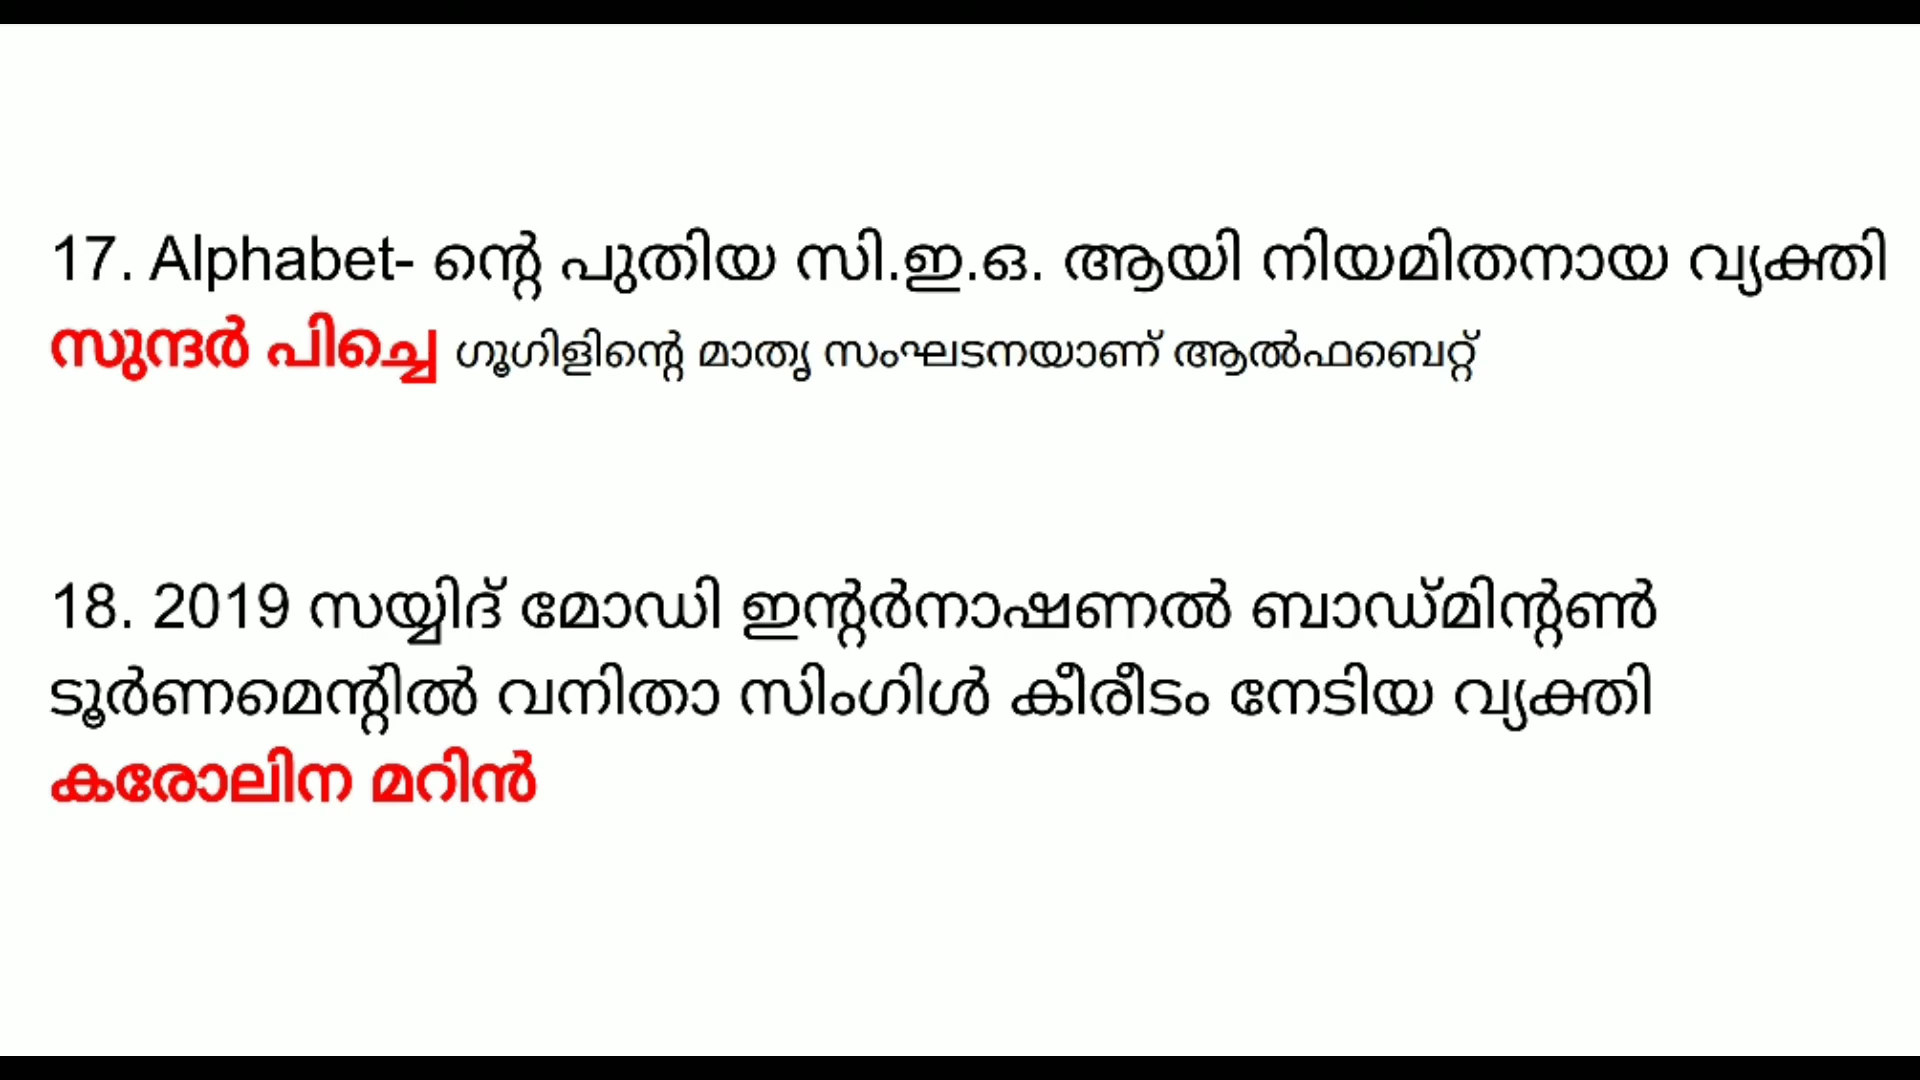 17. Alphabet- ന്റെ പുതിയ സി.ഇ.ഒ. ആയി നിയമിതനായ വ്യക്തി
സുന്ദർ പിച്ചെ ഗൂഗിളിന്റെ മാതൃ സംഘടനയാണ് ആൽഫബെറ്റ്
18. 2019 സയ്യിദ് മോഡി ഇന്റർനാഷണൽ ബാഡ്മിന്റൺ
ടൂർണമെന്റിൽ വനിതാ സിംഗിൾ കീരീടം നേടിയ വ്യക്തി
കരോലിന മറിൻ